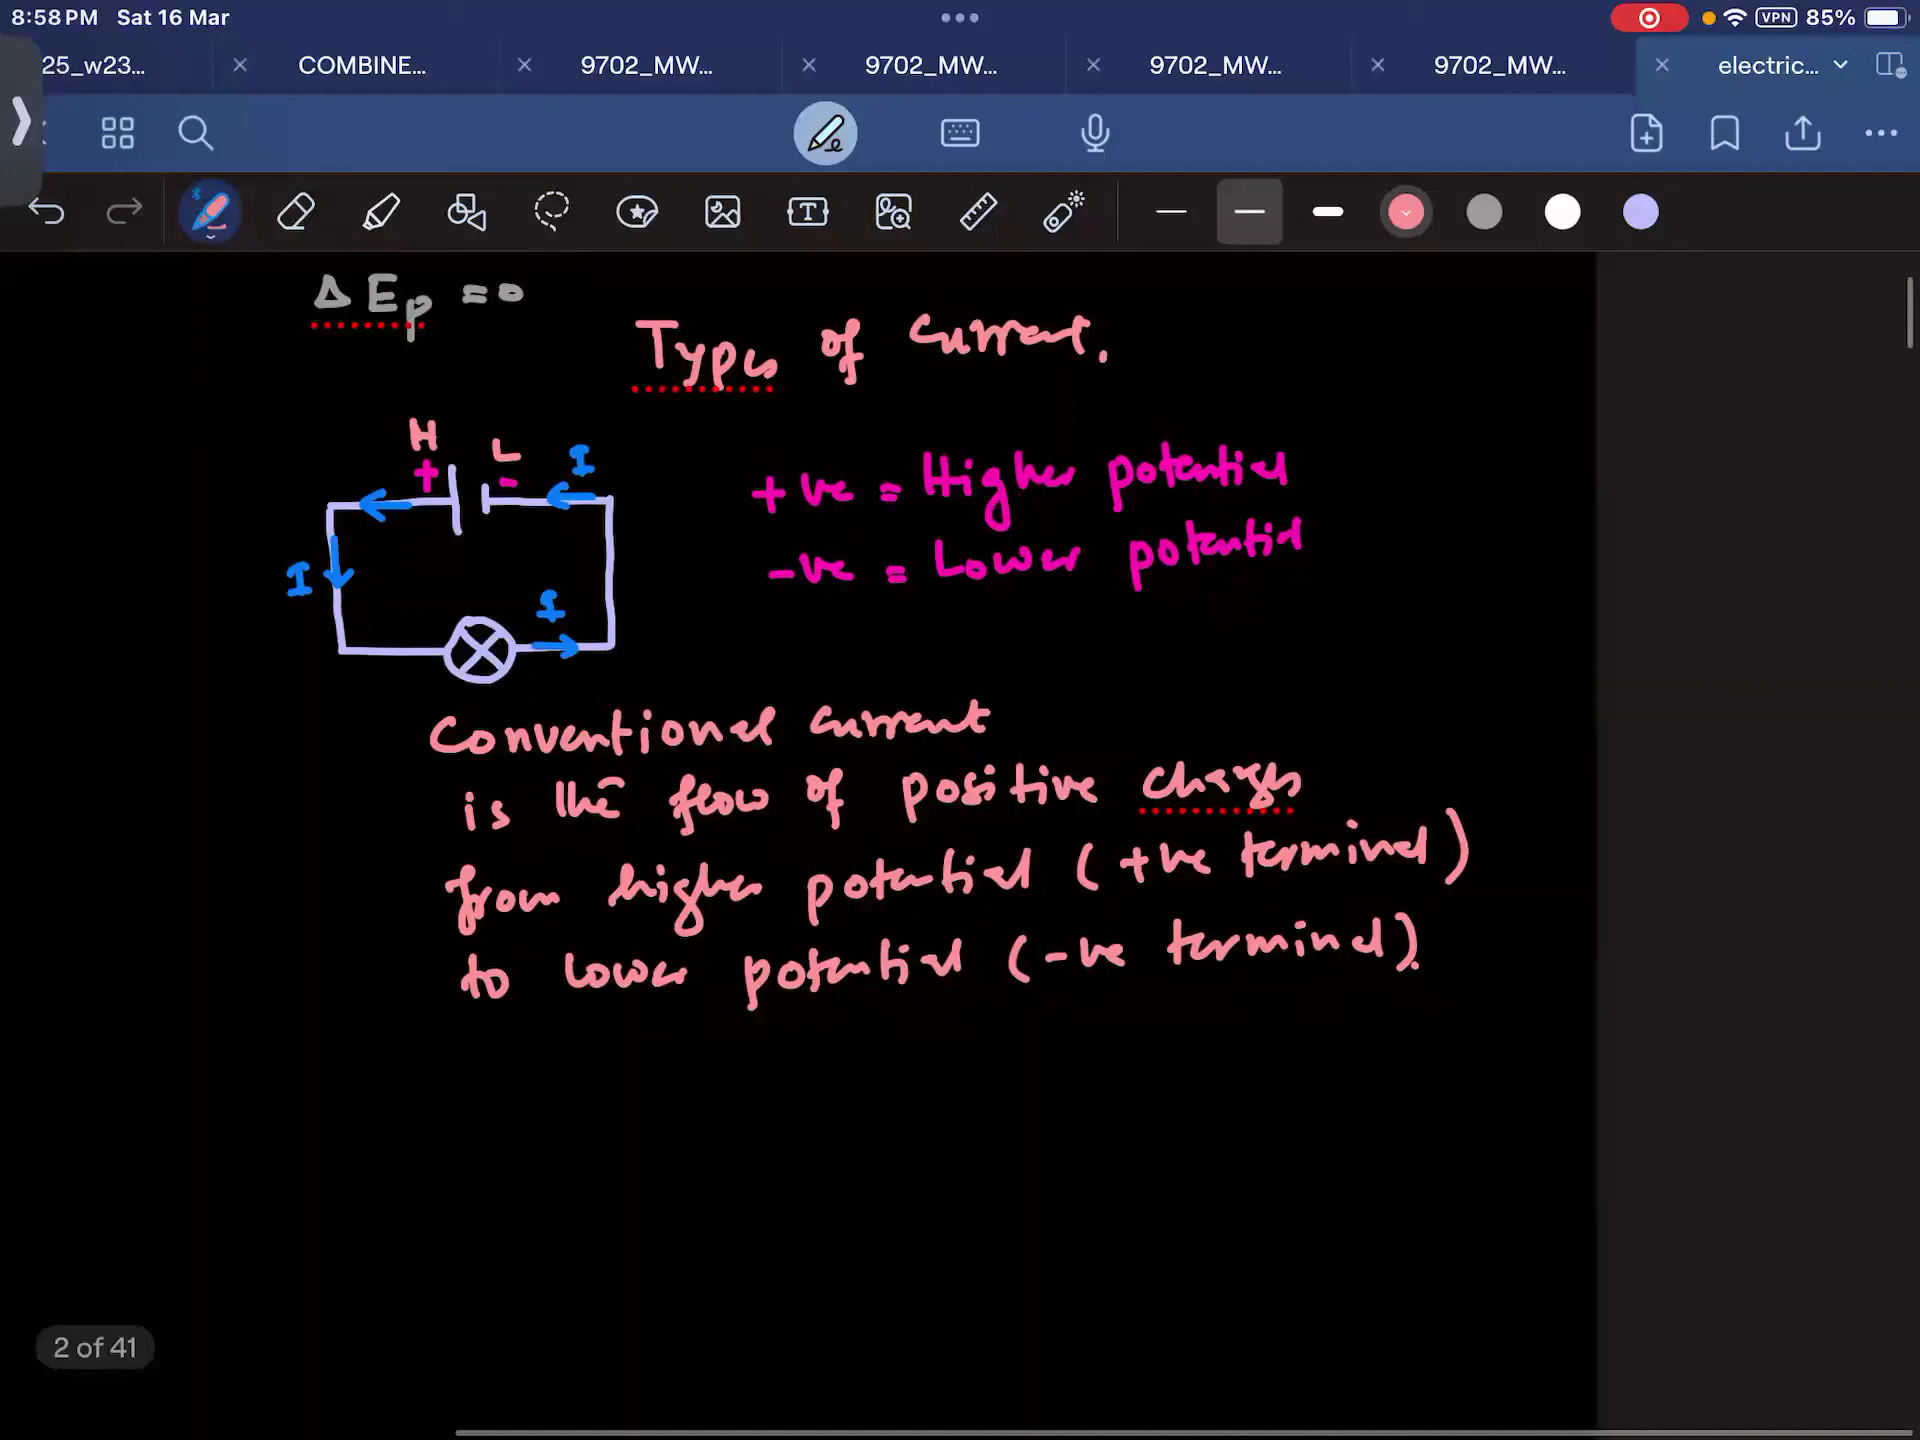 8:58 PM Sat 16 Mar
VPN 85%
25_w23... COMBINE... 9702_MW... 9702_MW... 9702_MW... 9702_MW... electric...
Δ Ep = 0
Types of current.
H L I
+ -
+ve = Higher potential
-ve = Lower potential
I
I
Conventional current
is the flow of positive charges
from higher potential (+ve terminal)
to lower potential (-ve terminal).
2 of 41